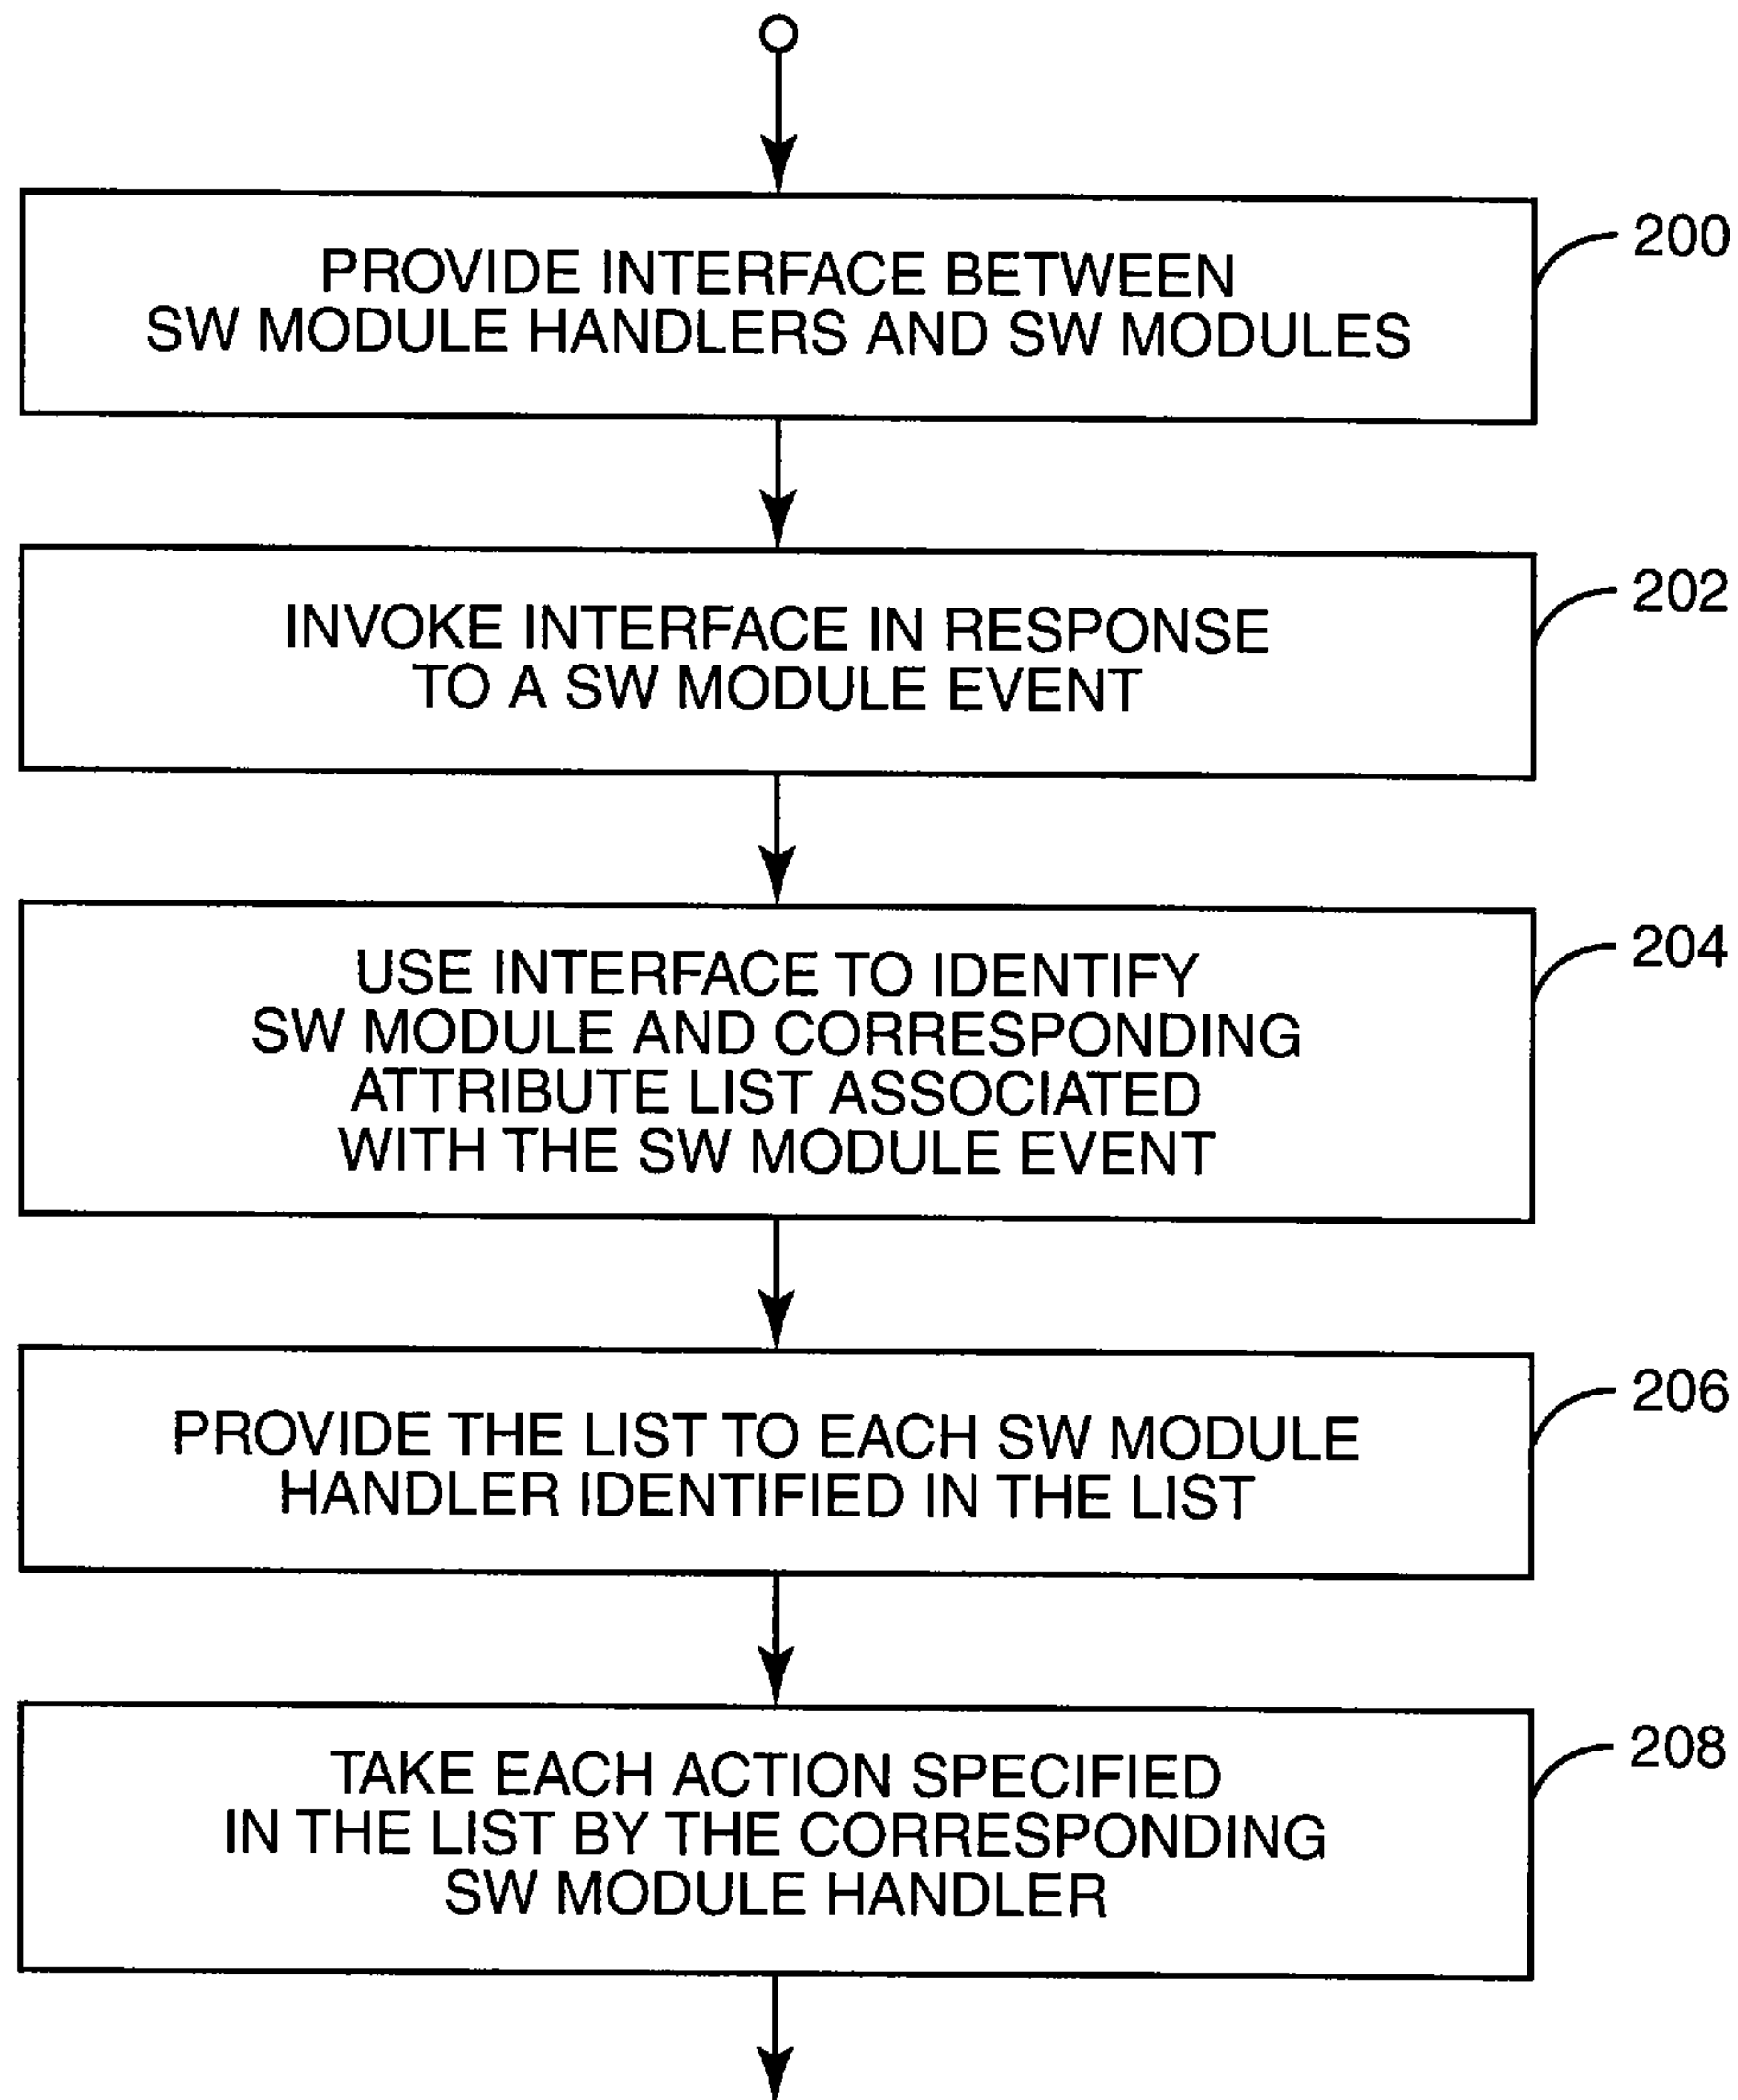 PROVIDE INTERFACE BETWEEN
SW MODULE HANDLERS AND SW MODULES
200
INVOKE INTERFACE IN RESPONSE
TO A SW MODULE EVENT
202
USE INTERFACE TO IDENTIFY
SW MODULE AND CORRESPONDING
ATTRIBUTE LIST ASSOCIATED
WITH THE SW MODULE EVENT
204
PROVIDE THE LIST TO EACH SW MODULE
HANDLER IDENTIFIED IN THE LIST
206
TAKE EACH ACTION SPECIFIED
IN THE LIST BY THE CORRESPONDING
SW MODULE HANDLER
208